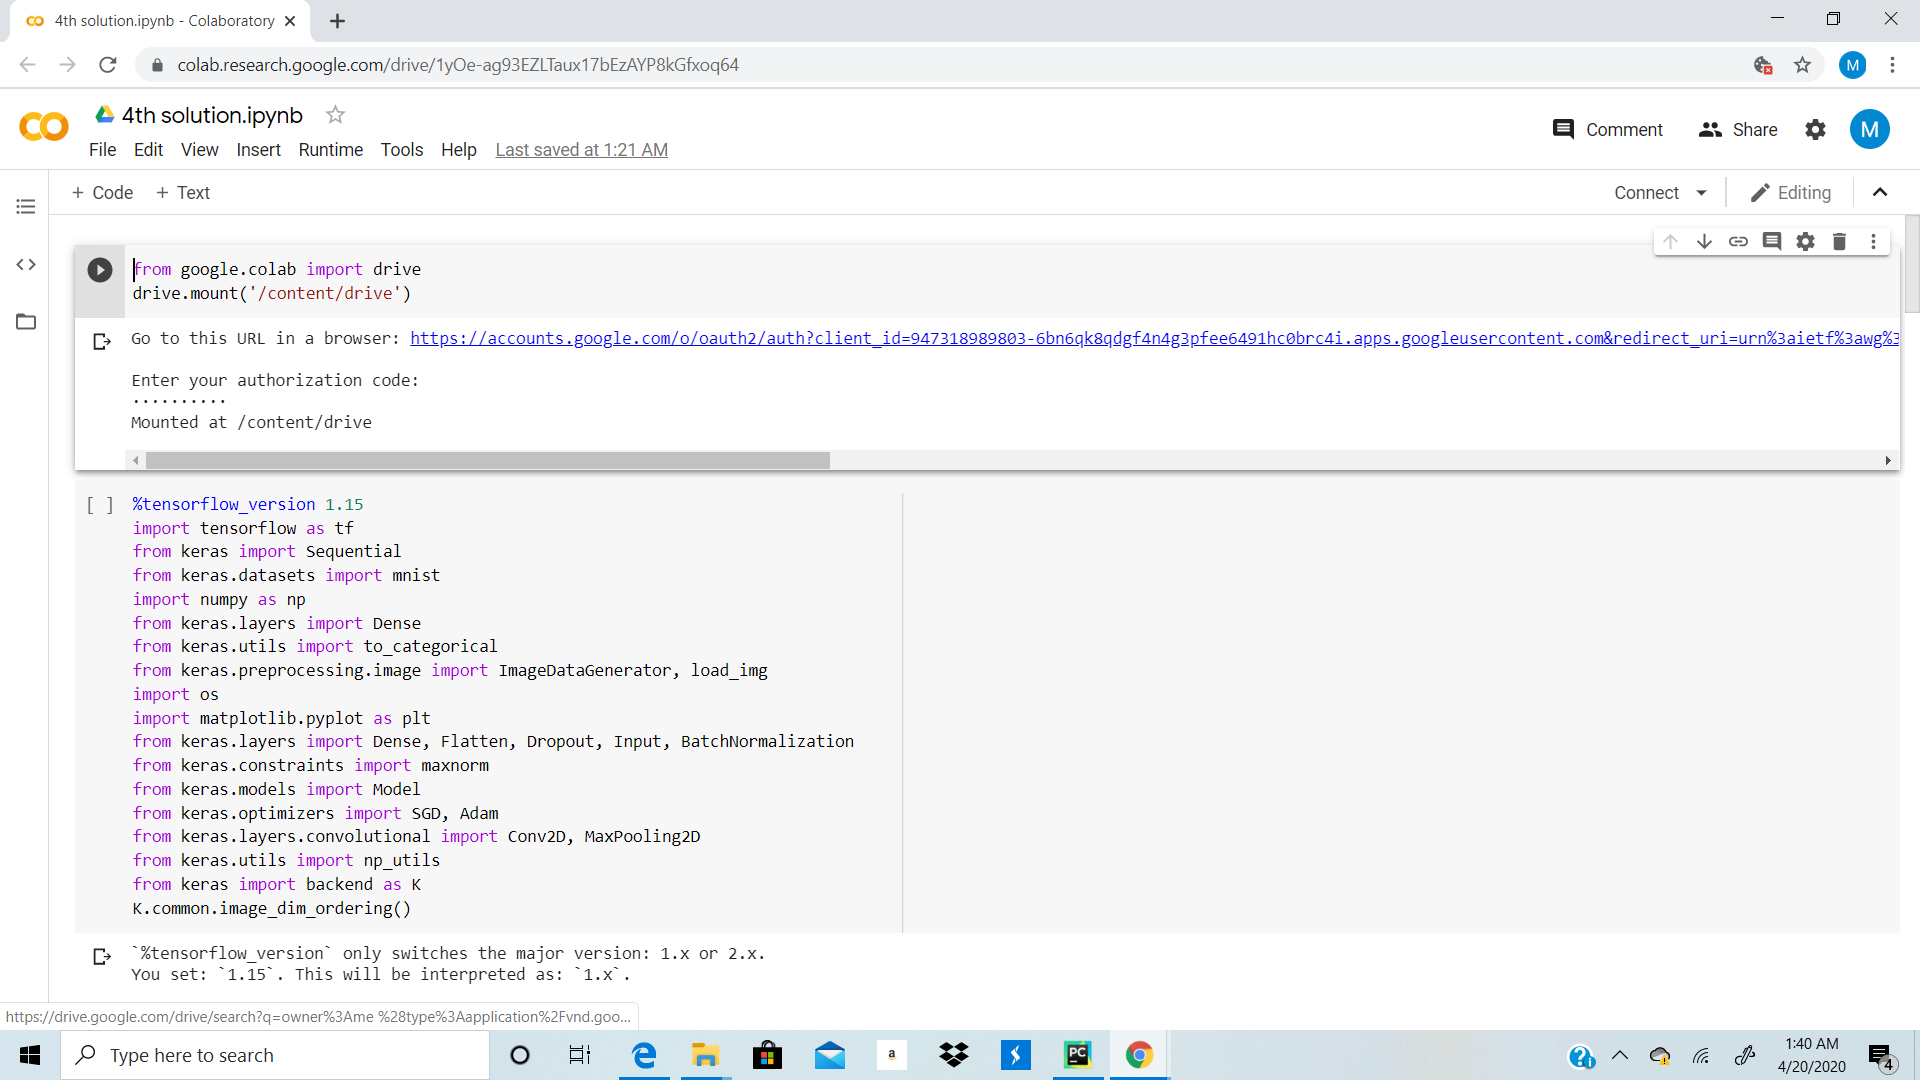 4th solution.ipynb - Colaboratory
colab.research.google.com/drive/1yOe-ag93EZLTaux17bEzAYP8kGfxoq64
M
4th solution.ipynb
Comment
Share
M
File Edit View Insert Runtime Tools Help Last saved at 1:21 AM
+ Code + Text
Connect
Editing
from google.colab import drive
drive.mount('/content/drive')
Go to this URL in a browser: https://accounts.google.com/o/oauth2/auth?client_id=947318989803-6bn6qk8qdgf4n4g3pfee6491hc0brc4i.apps.googleusercontent.com&redirect_uri=urn%3aietf%3awg%3
Enter your authorization code:
··········
Mounted at /content/drive
[ ] %tensorflow_version 1.15
import tensorflow as tf
from keras import Sequential
from keras.datasets import mnist
import numpy as np
from keras.layers import Dense
from keras.utils import to_categorical
from keras.preprocessing.image import ImageDataGenerator, load_img
import os
import matplotlib.pyplot as plt
from keras.layers import Dense, Flatten, Dropout, Input, BatchNormalization
from keras.constraints import maxnorm
from keras.models import Model
from keras.optimizers import SGD, Adam
from keras.layers.convolutional import Conv2D, MaxPooling2D
from keras.utils import np_utils
from keras import backend as K
K.common.image_dim_ordering()
`%tensorflow_version` only switches the major version: 1.x or 2.x.
You set: `1.15`. This will be interpreted as: `1.x`.
https://drive.google.com/drive/search?q=owner%3Ame %28type%3Aapplication%2Fvnd.goo...
Type here to search
a
PC
1:40 AM
4/20/2020
4